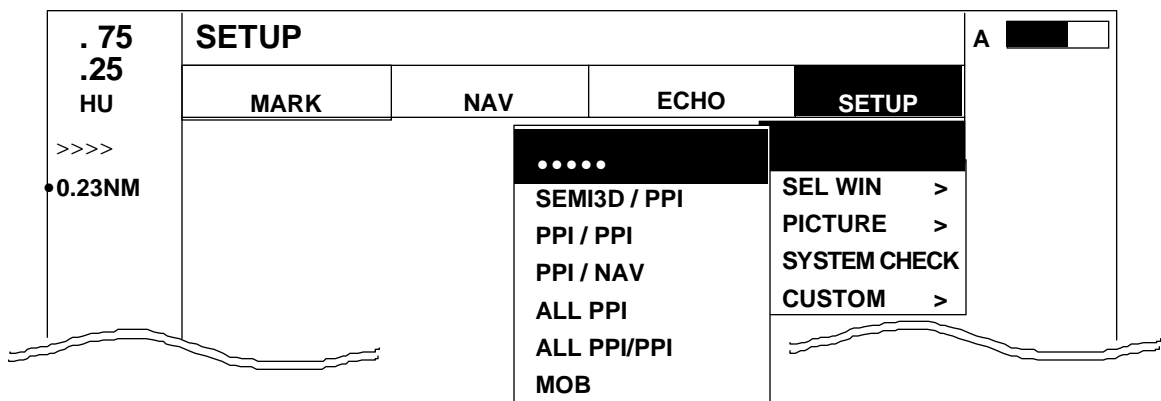 . 75
.25
HU
>>>>
•0.23NM
SETUP
A
MARK NAV ECHO SETUP
•••••
SEMI3D / PPI
PPI / PPI
PPI / NAV
ALL PPI
ALL PPI/PPI
MOB
SEL WIN >
PICTURE >
SYSTEM CHECK
CUSTOM >